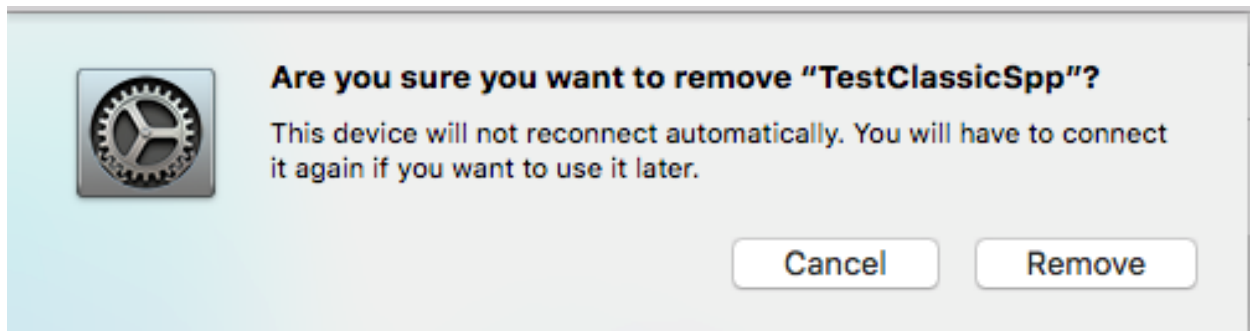 Are you sure you want to remove “TestClassicSpp”?
This device will not reconnect automatically. You will have to connect
it again if you want to use it later.
Cancel
Remove